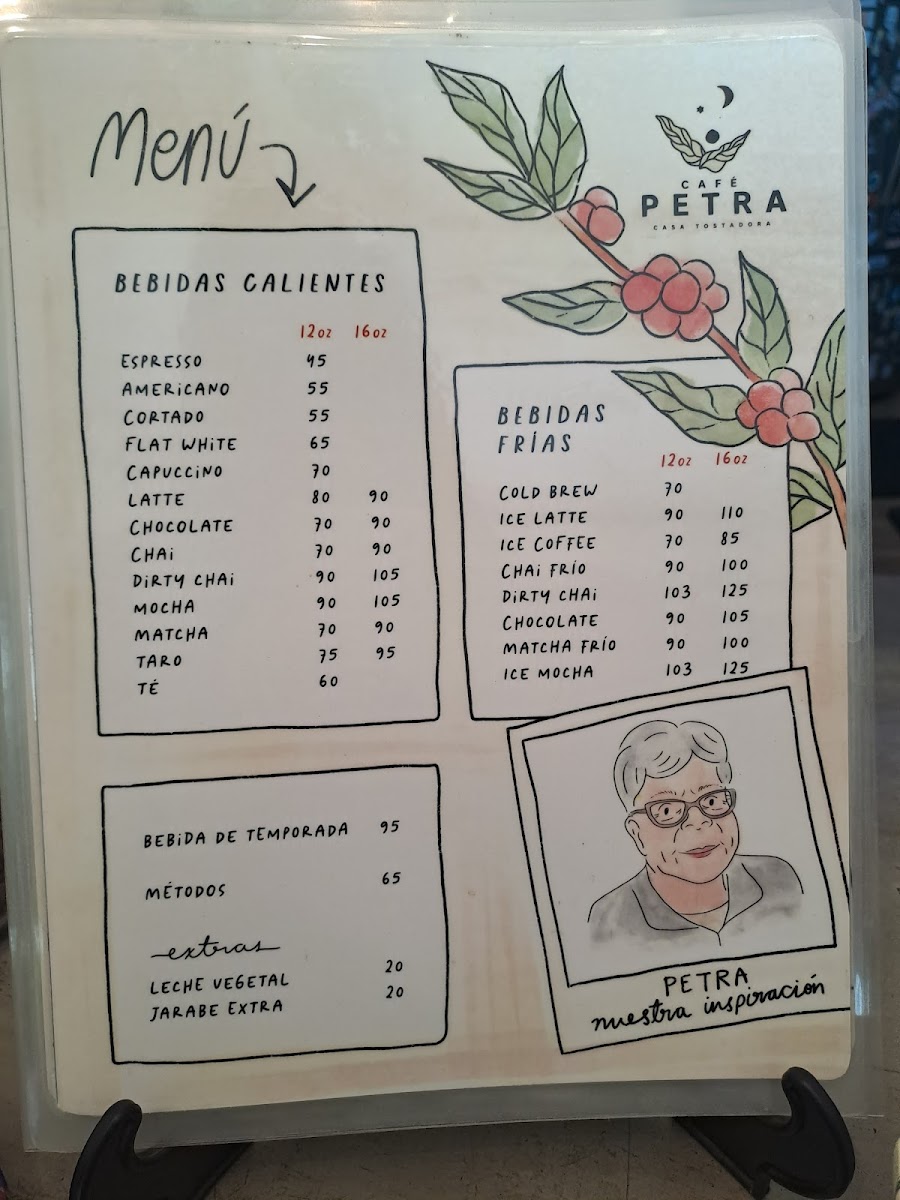 Menú
CAFÉ
PETRA
CASA TOSTADORA
BEBIDAS CALIENTES
12oz 16oz
ESPRESSO 45
AMERICANO 55
CORTADO 55
FLAT WHITE 65
CAPUCCINO 70
LATTE 80 90
CHOCOLATE 70 90
CHAI 70 90
DIRTY CHAI 90 105
MOCHA 90 105
MATCHA 70 90
TARO 75 95
TÉ 60
BEBIDAS
FRÍAS
12oz 16oz
COLD BREW 70
ICE LATTE 90 110
ICE COFFEE 70 85
CHAI FRÍO 90 100
DIRTY CHAI 103 125
CHOCOLATE 90 105
MATCHA FRÍO 90 100
ICE MOCHA 103 125
BEBIDA DE TEMPORADA 95
MÉTODOS 65
extras
LECHE VEGETAL 20
JARABE EXTRA 20
PETRA
nuestra inspiración